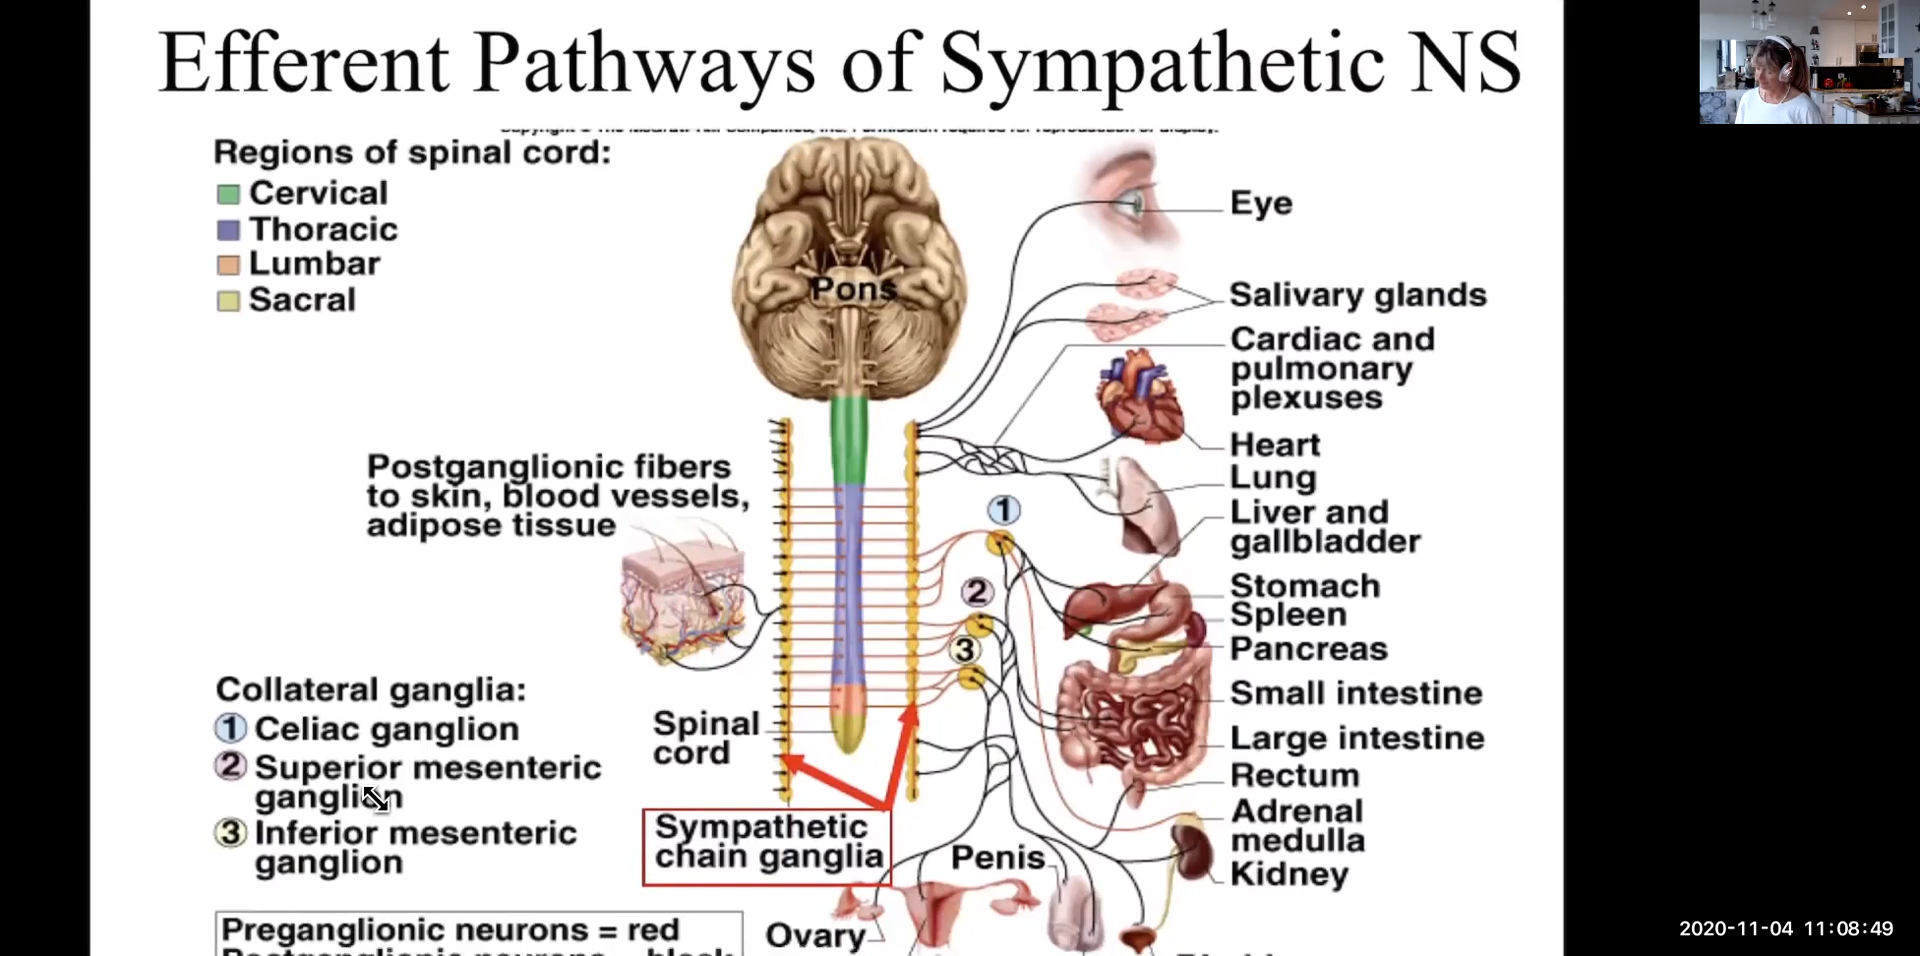 Efferent Pathways of Sympathetic NS
Regions of spinal cord:
Cervical
Thoracic
Lumbar
Sacral
Pons
Eye
Salivary glands
Cardiac and
pulmonary
plexuses
Heart
Lung
Liver and
gallbladder
Stomach
Spleen
Pancreas
Small intestine
Large intestine
Rectum
Adrenal
medulla
Kidney
Postganglionic fibers
to skin, blood vessels,
adipose tissue
1
2
3
Collateral ganglia:
1 Celiac ganglion
2 Superior mesenteric
ganglion
3 Inferior mesenteric
ganglion
Spinal
cord
Sympathetic
chain ganglia
Penis
Ovary
Preganglionic neurons = red
2020-11-04 11:08:49